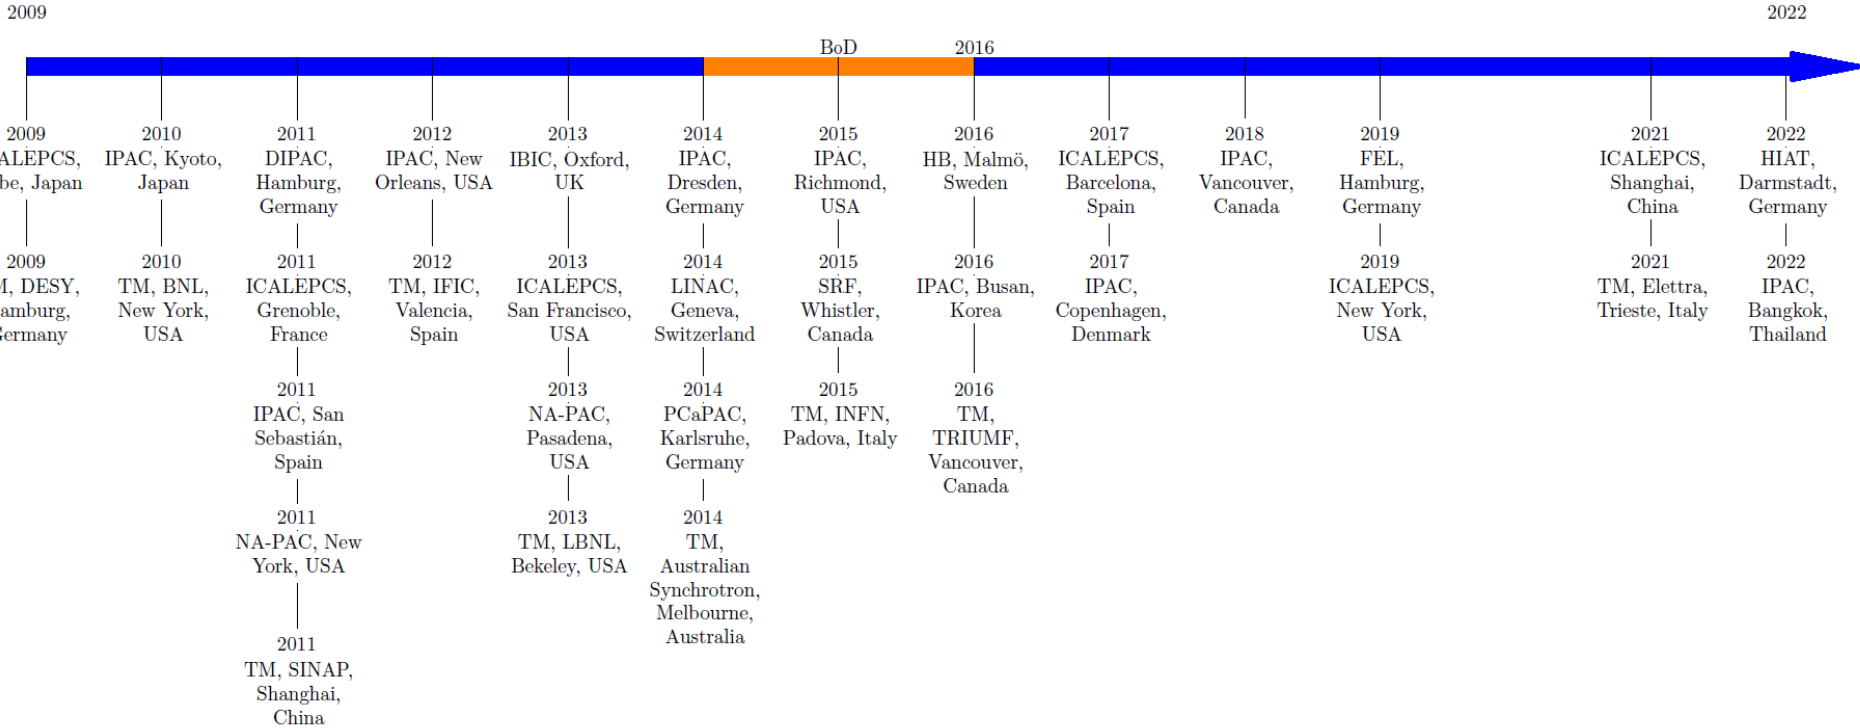 2009
2022
BoD
2016
2009
ALEPCS,
be, Japan
2009
M, DESY,
amburg,
Germany
2010
IPAC, Kyoto,
Japan
2010
TM, BNL,
New York,
USA
2011
DIPAC,
Hamburg,
Germany
2011
ICALEPCS,
Grenoble,
France
2011
IPAC, San
Sebastián,
Spain
2011
NA-PAC, New
York, USA
2011
TM, SINAP,
Shanghai,
China
2012
IPAC, New
Orleans, USA
2012
TM, IFIC,
Valencia,
Spain
2013
IBIC, Oxford,
UK
2013
ICALEPCS,
San Francisco,
USA
2013
NA-PAC,
Pasadena,
USA
2013
TM, LBNL,
Bekeley, USA
2014
IPAC,
Dresden,
Germany
2014
LINAC,
Geneva,
Switzerland
2014
PCaPAC,
Karlsruhe,
Germany
2014
TM,
Australian
Synchrotron,
Melbourne,
Australia
2015
IPAC,
Richmond,
USA
2015
SRF,
Whistler,
Canada
2015
TM, INFN,
Padova, Italy
2016
HB, Malmö,
Sweden
2016
IPAC, Busan,
Korea
2016
TM,
TRIUMF,
Vancouver,
Canada
2017
ICALEPCS,
Barcelona,
Spain
2017
IPAC,
Copenhagen,
Denmark
2018
IPAC,
Vancouver,
Canada
2019
FEL,
Hamburg,
Germany
2019
ICALEPCS,
New York,
USA
2021
ICALEPCS,
Shanghai,
China
2021
TM, Elettra,
Trieste, Italy
2022
HIAT,
Darmstadt,
Germany
2022
IPAC,
Bangkok,
Thailand